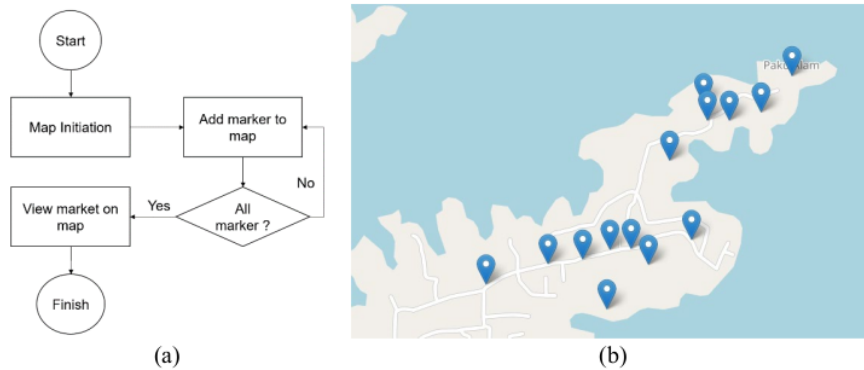 Start
Map Initiation
Add marker to
map
No
All
marker ?
Yes
View market on
map
Finish
(a)
(b)